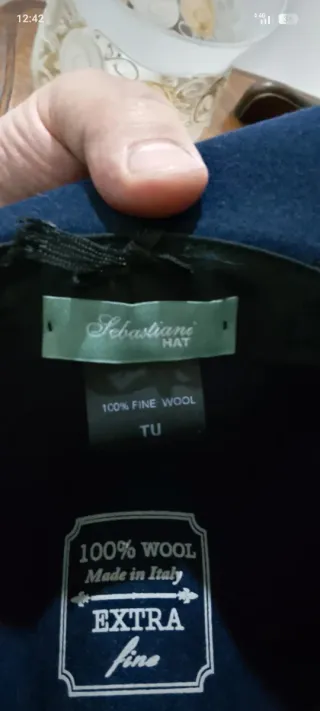 12:42
Sebastiani
HAT
100% FINE WOOL
TU
100% WOOL
Made in Italy
EXTRA
fine